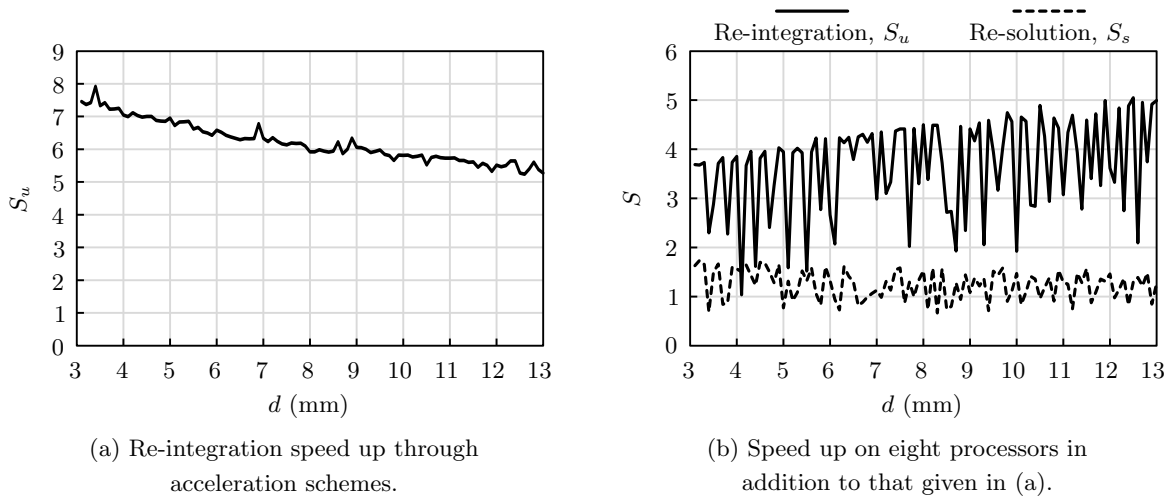 Re-integration, Su
Re-solution, Ss
9
8
7
6
5
4
3
2
1
0
Su
3 4 5 6 7 8 9 10 11 12 13
d (mm)
6
5
4
3
2
1
0
S
3 4 5 6 7 8 9 10 11 12 13
d (mm)
(a) Re-integration speed up through
acceleration schemes.
(b) Speed up on eight processors in
addition to that given in (a).